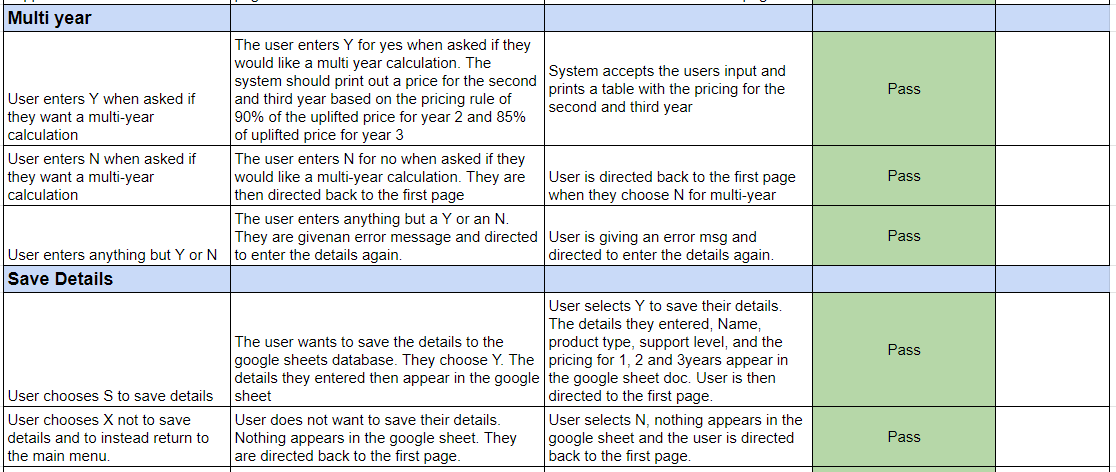 Multi year
User enters Y when asked if
they want a multi-year
calculation
The user enters Y for yes when asked if they
would like a multi year calculation. The
system should print out a price for the second
and third year based on the pricing rule of
90% of the uplifted price for year 2 and 85%
of uplifted price for year 3
System accepts the users input and
prints a table with the pricing for the
second and third year
Pass
User enters N when asked if
they want a multi-year
calculation
The user enters N for no when asked if they
would like a multi-year calculation. They are
then directed back to the first page
User is directed back to the first page
when they choose N for multi-year
Pass
User enters anything but Y or N
The user enters anything but a Y or an N.
They are givenan error message and directed
to enter the details again.
User is giving an error msg and
directed to enter the details again.
Pass
Save Details
User chooses S to save details
The user wants to save the details to the
google sheets database. They choose Y. The
details they entered then appear in the google
sheet
User selects Y to save their details.
The details they entered, Name,
product type, support level, and the
pricing for 1, 2 and 3years appear in
the google sheet doc. User is then
directed to the first page.
Pass
User chooses X not to save
details and to instead return to
the main menu.
User does not want to save their details.
Nothing appears in the google sheet. They
are directed back to the first page.
User selects N, nothing appears in the
google sheet and the user is directed
back to the first page.
Pass